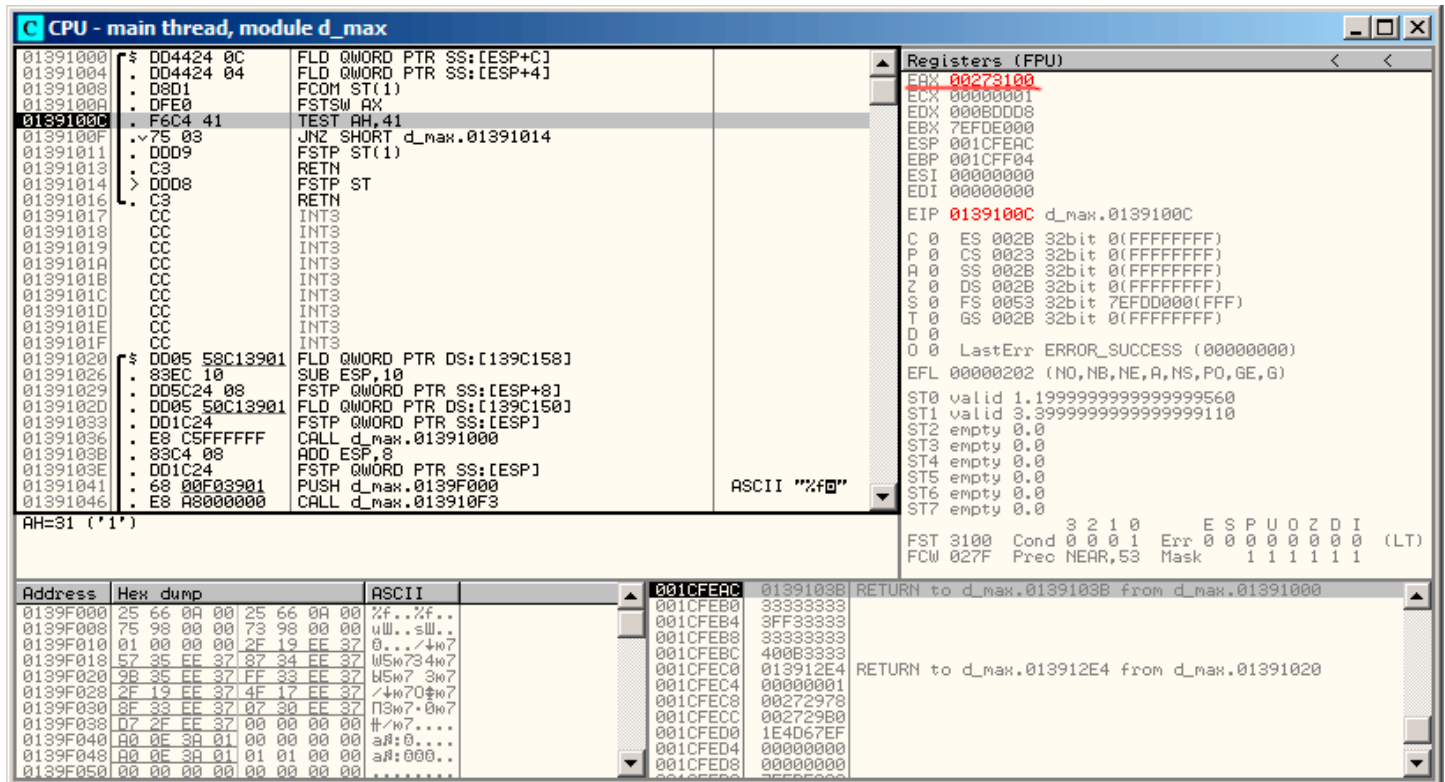 CPU - main thread, module d_max
01391000 $ DD4424 0C FLD QWORD PTR SS:[ESP+C]
01391004 . DD4424 04 FLD QWORD PTR SS:[ESP+4]
01391008 . D8D1 FCOM ST(1)
0139100A . DFE0 FSTSW AX
0139100C . F6C4 41 TEST AH,41
0139100F .v75 03 JNZ SHORT d_max.01391014
01391011 . DDD9 FSTP ST(1)
01391013 . C3 RETN
01391014 > DDD8 FSTP ST
01391016 . C3 RETN
01391017 CC INT3
01391018 CC INT3
01391019 CC INT3
0139101A CC INT3
0139101B CC INT3
0139101C CC INT3
0139101D CC INT3
0139101E CC INT3
0139101F CC INT3
01391020 $ DD05 58C13901 FLD QWORD PTR DS:[139C158]
01391026 . 83EC 10 SUB ESP,10
01391029 . DD5C24 08 FSTP QWORD PTR SS:[ESP+8]
0139102D . DD05 50C13901 FLD QWORD PTR DS:[139C150]
01391033 . DD1C24 FSTP QWORD PTR SS:[ESP]
01391036 . E8 C5FFFFFF CALL d_max.01391000
0139103B . 83C4 08 ADD ESP,8
0139103E . DD1C24 FSTP QWORD PTR SS:[ESP]
01391041 . 68 00F03901 PUSH d_max.0139F000 ASCII "%f◙"
01391046 . E8 A8000000 CALL d_max.013910F3
AH=31 ('1')
Registers (FPU) < <
EAX 00273100
ECX 00000001
EDX 000BDDD8
EBX 7EFDE000
ESP 001CFEAC
EBP 001CFF04
ESI 00000000
EDI 00000000
EIP 0139100C d_max.0139100C
C 0 ES 002B 32bit 0(FFFFFFFF)
P 0 CS 0023 32bit 0(FFFFFFFF)
A 0 SS 002B 32bit 0(FFFFFFFF)
Z 0 DS 002B 32bit 0(FFFFFFFF)
S 0 FS 0053 32bit 7EFDD000(FFF)
T 0 GS 002B 32bit 0(FFFFFFFF)
D 0
O 0 LastErr ERROR_SUCCESS (00000000)
EFL 00000202 (NO,NB,NE,A,NS,PO,GE,G)
ST0 valid 1.1999999999999999560
ST1 valid 3.3999999999999999110
ST2 empty 0.0
ST3 empty 0.0
ST4 empty 0.0
ST5 empty 0.0
ST6 empty 0.0
ST7 empty 0.0
3 2 1 0 E S P U O Z D I
FST 3100 Cond 0 0 0 1 Err 0 0 0 0 0 0 0 0 (LT)
FCW 027F Prec NEAR,53 Mask 1 1 1 1 1 1
Address Hex dump ASCII
0139F000 25 66 0A 00 25 66 0A 00 %f..%f..
0139F008 75 98 00 00 73 98 00 00 uШ..sШ..
0139F010 01 00 00 00 2F 19 EE 37
0139F018 57 35 EE 37 87 34 EE 37
0139F020 9B 35 EE 37 FF 33 EE 37
0139F028 2F 19 EE 37 4F 17 EE 37
0139F030 8F 33 EE 37 07 30 EE 37
0139F038 D7 2F EE 37 00 00 00 00
0139F040 A0 0E 3A 01 00 00 00 00
0139F048 A0 0E 3A 01 01 01 00 00
0139F050 00 00 00 00 00 00 00 00 ........
001CFEAC 0139103B RETURN to d_max.0139103B from d_max.01391000
001CFEB0 33333333
001CFEB4 3FF33333
001CFEB8 33333333
001CFEBC 400B3333
001CFEC0 013912E4 RETURN to d_max.013912E4 from d_max.01391020
001CFEC4 00000001
001CFEC8 00272978
001CFECC 002729B0
001CFED0 1E4D67EF
001CFED4 00000000
001CFED8 00000000